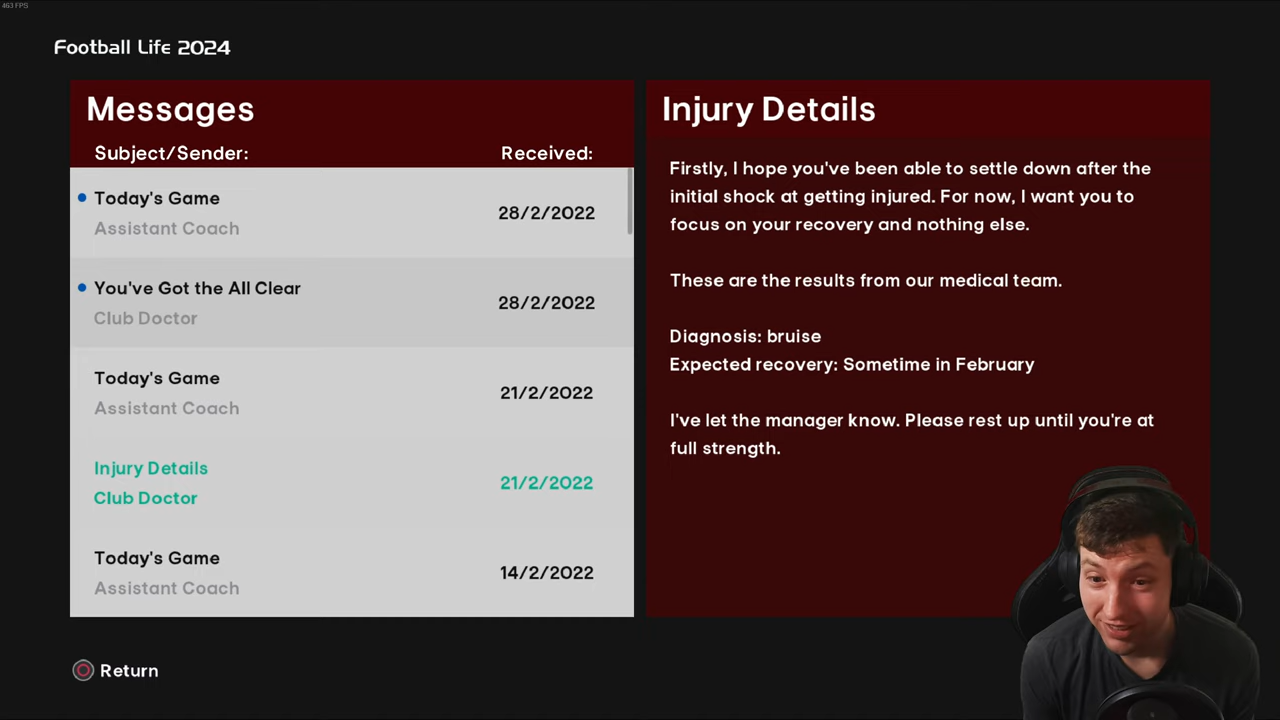 463 FPS
Football Life 2024
Messages
Subject/Sender:
Received:
Today's Game
Assistant Coach
28/2/2022
You've Got the All Clear
Club Doctor
28/2/2022
Today's Game
Assistant Coach
21/2/2022
Injury Details
Club Doctor
21/2/2022
Today's Game
Assistant Coach
14/2/2022
Injury Details
Firstly, I hope you've been able to settle down after the
initial shock at getting injured. For now, I want you to
focus on your recovery and nothing else.
These are the results from our medical team.
Diagnosis: bruise
Expected recovery: Sometime in February
I've let the manager know. Please rest up until you're at
full strength.
Return